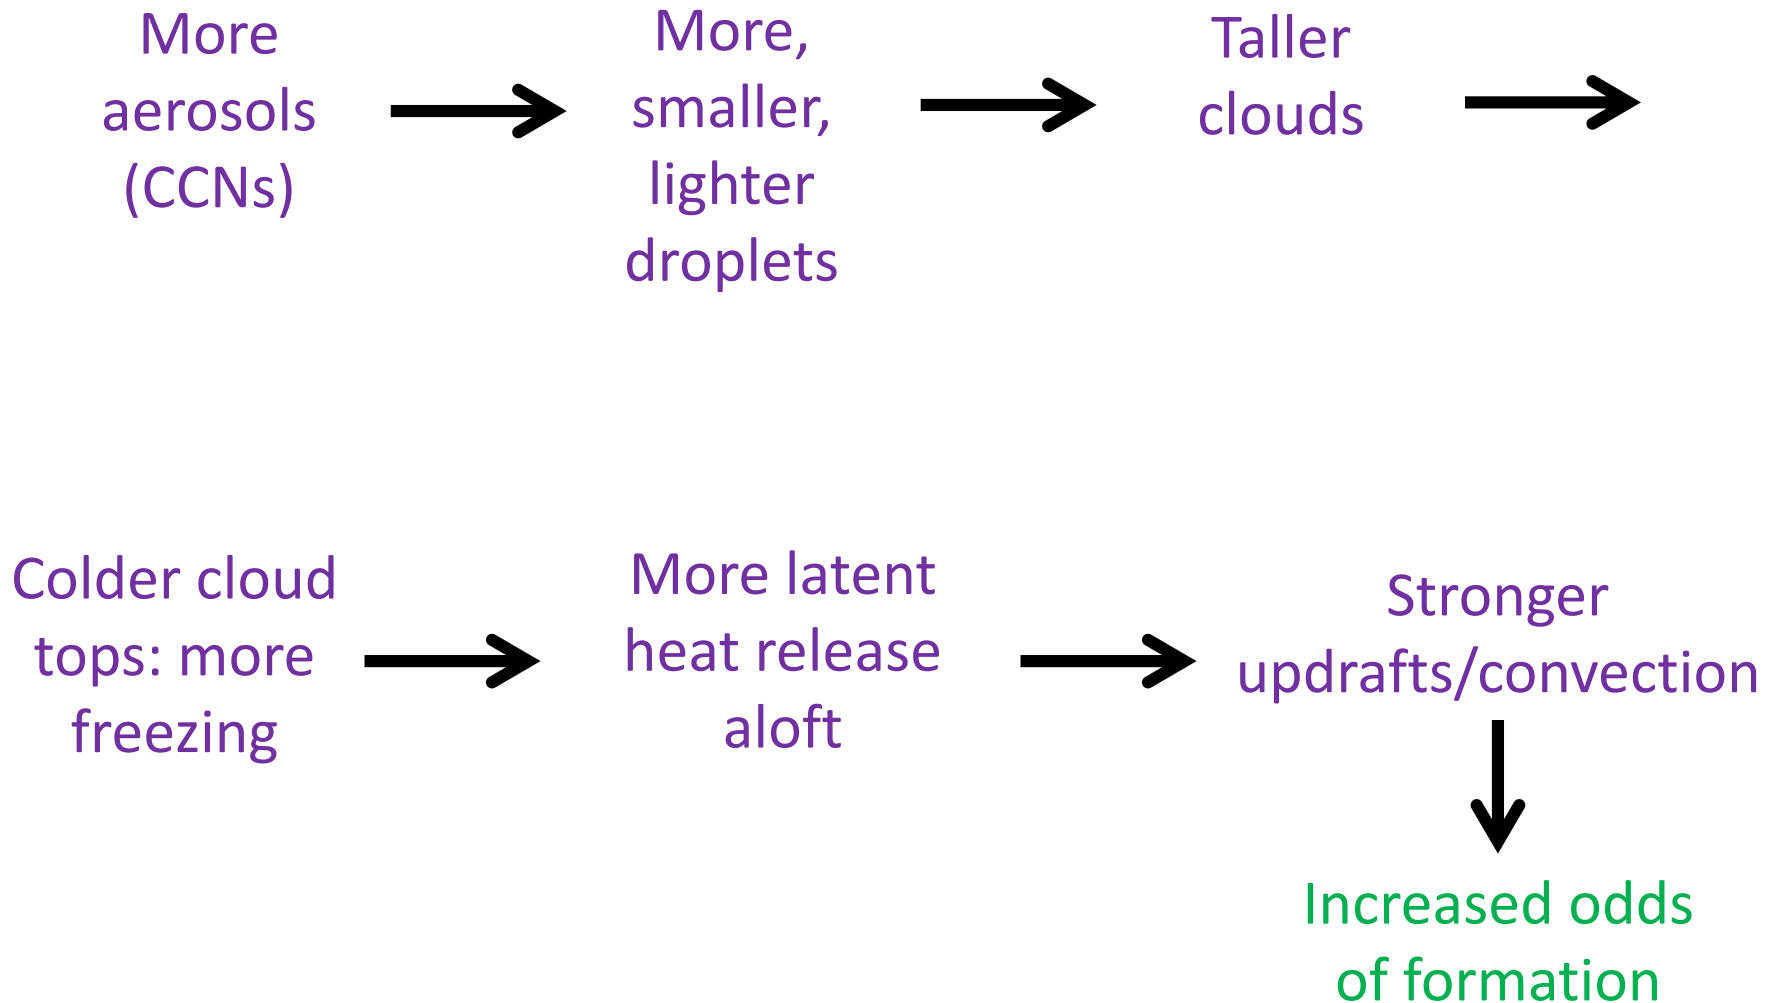 More
aerosols
(CCNs)
More,
smaller,
lighter
droplets
Taller
clouds
Colder cloud
tops: more
freezing
More latent
heat release
aloft
Stronger
updrafts/convection
Increased odds
of formation